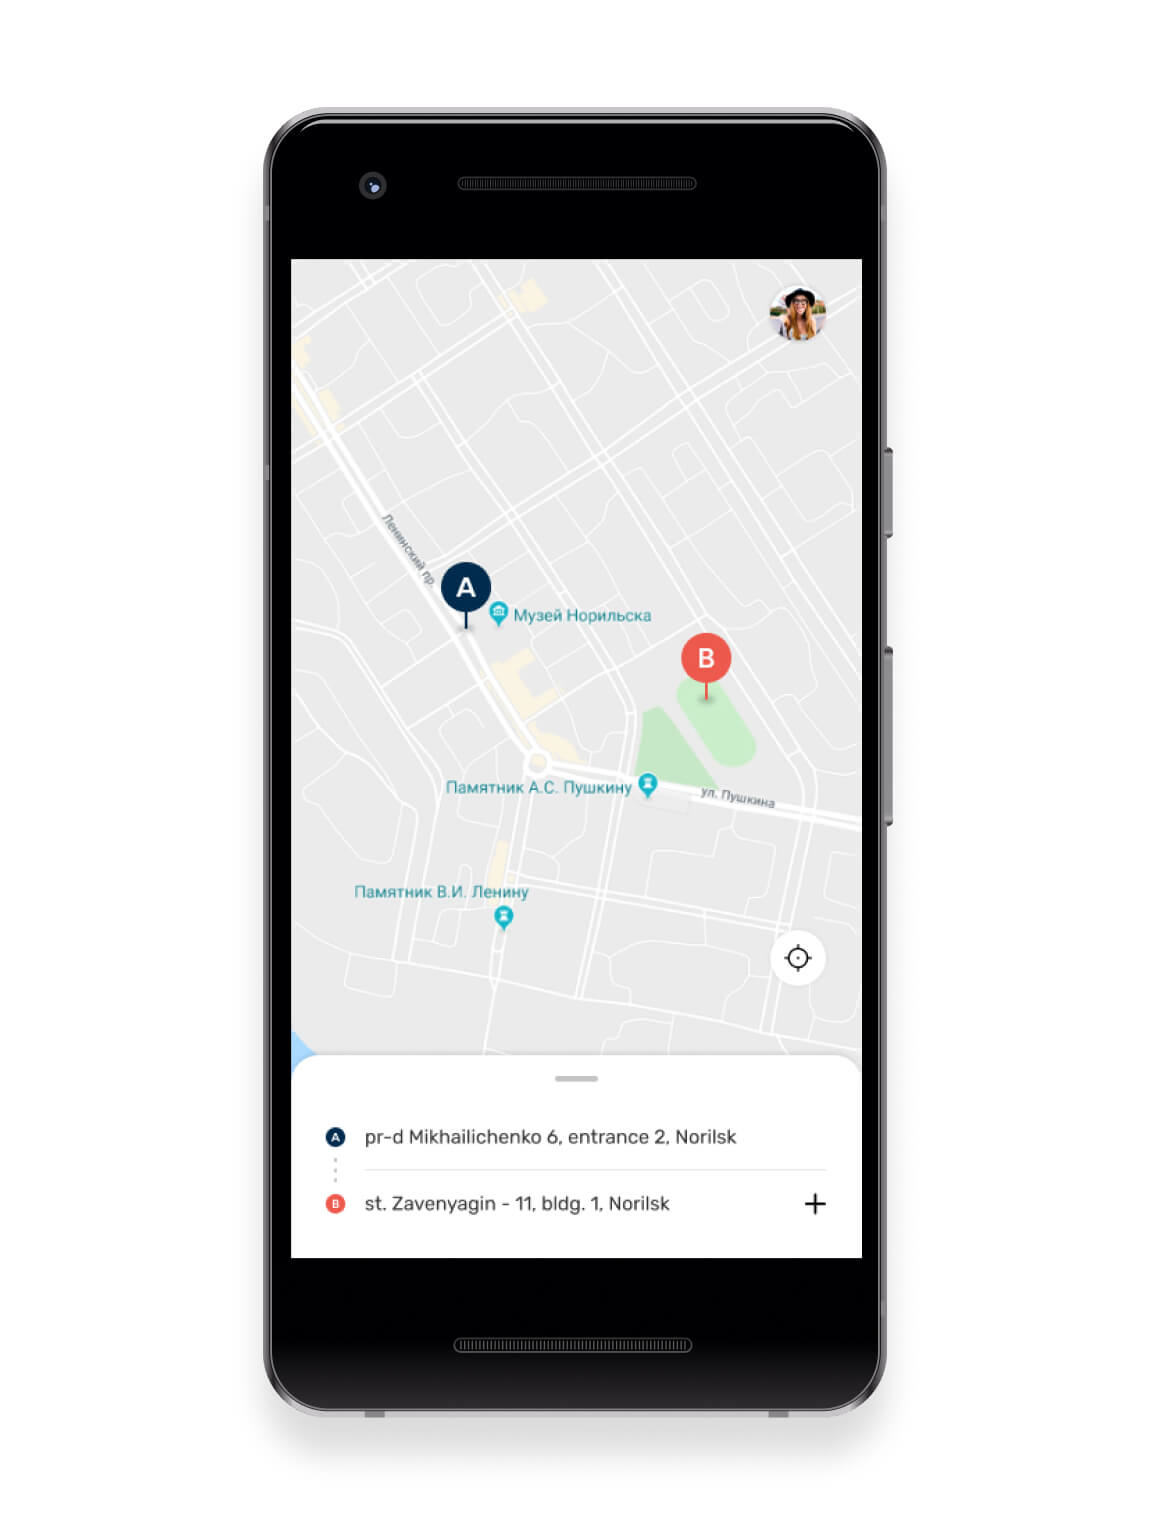 Ленинский пр.
A
Музей Норильска
B
Памятник А.С. Пушкину
ул. Пушкина
Памятник В.И. Ленину
A
pr-d Mikhailichenko 6, entrance 2, Norilsk
B
st. Zavenyagin - 11, bldg. 1, Norilsk